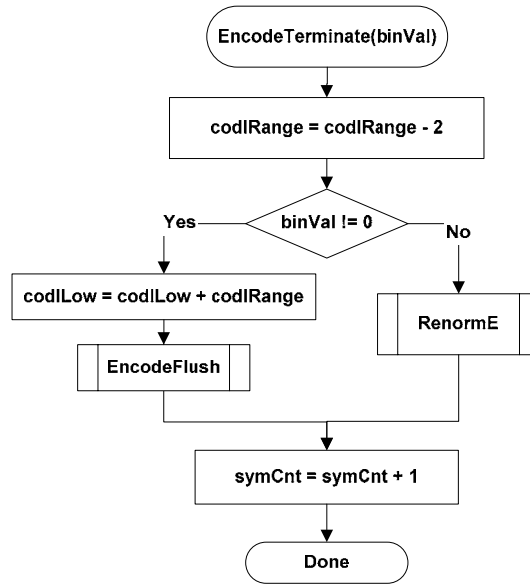 EncodeTerminate(binVal)
codIRange = codIRange - 2
binVal != 0
Yes
No
codILow = codILow + codIRange
RenormE
EncodeFlush
symCnt = symCnt + 1
Done